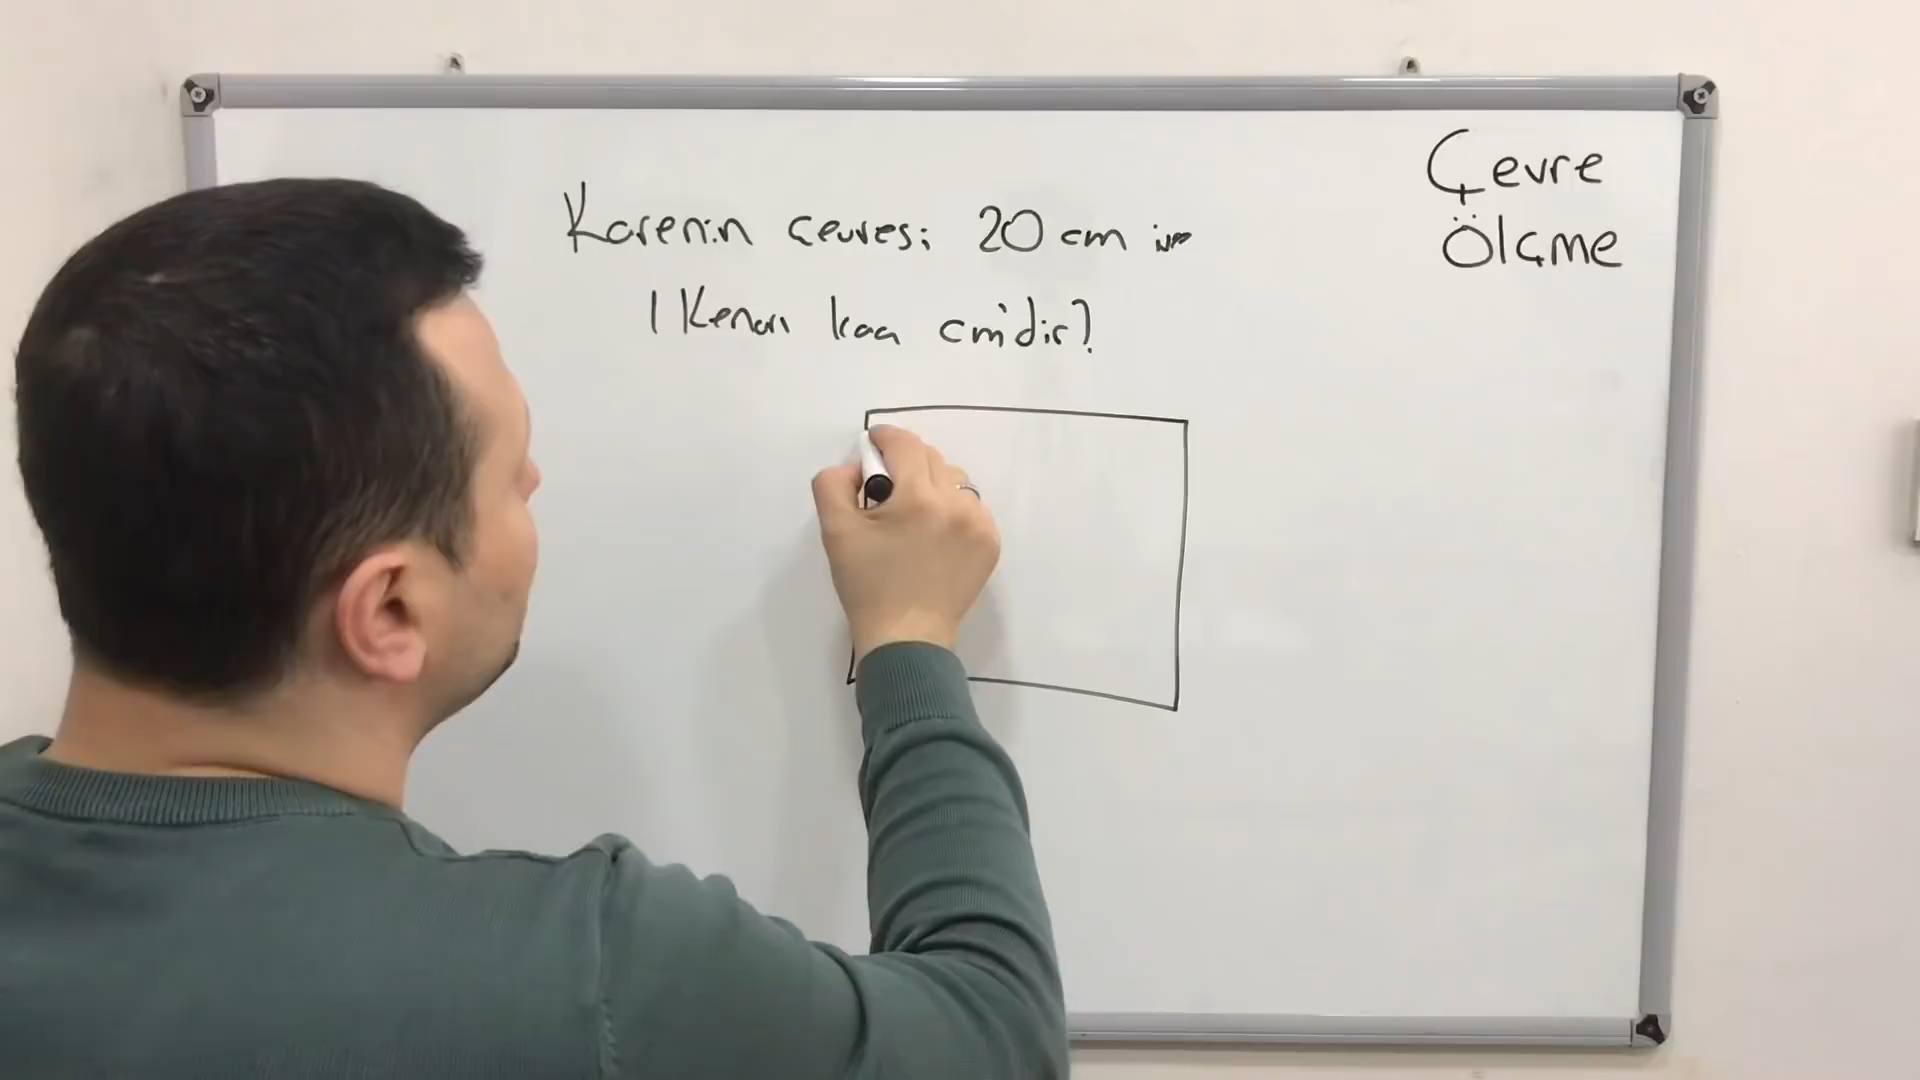 Karenin çevresi 20 cm ise
1 Kenarı kaç cm'dir?
Çevre
Ölçme